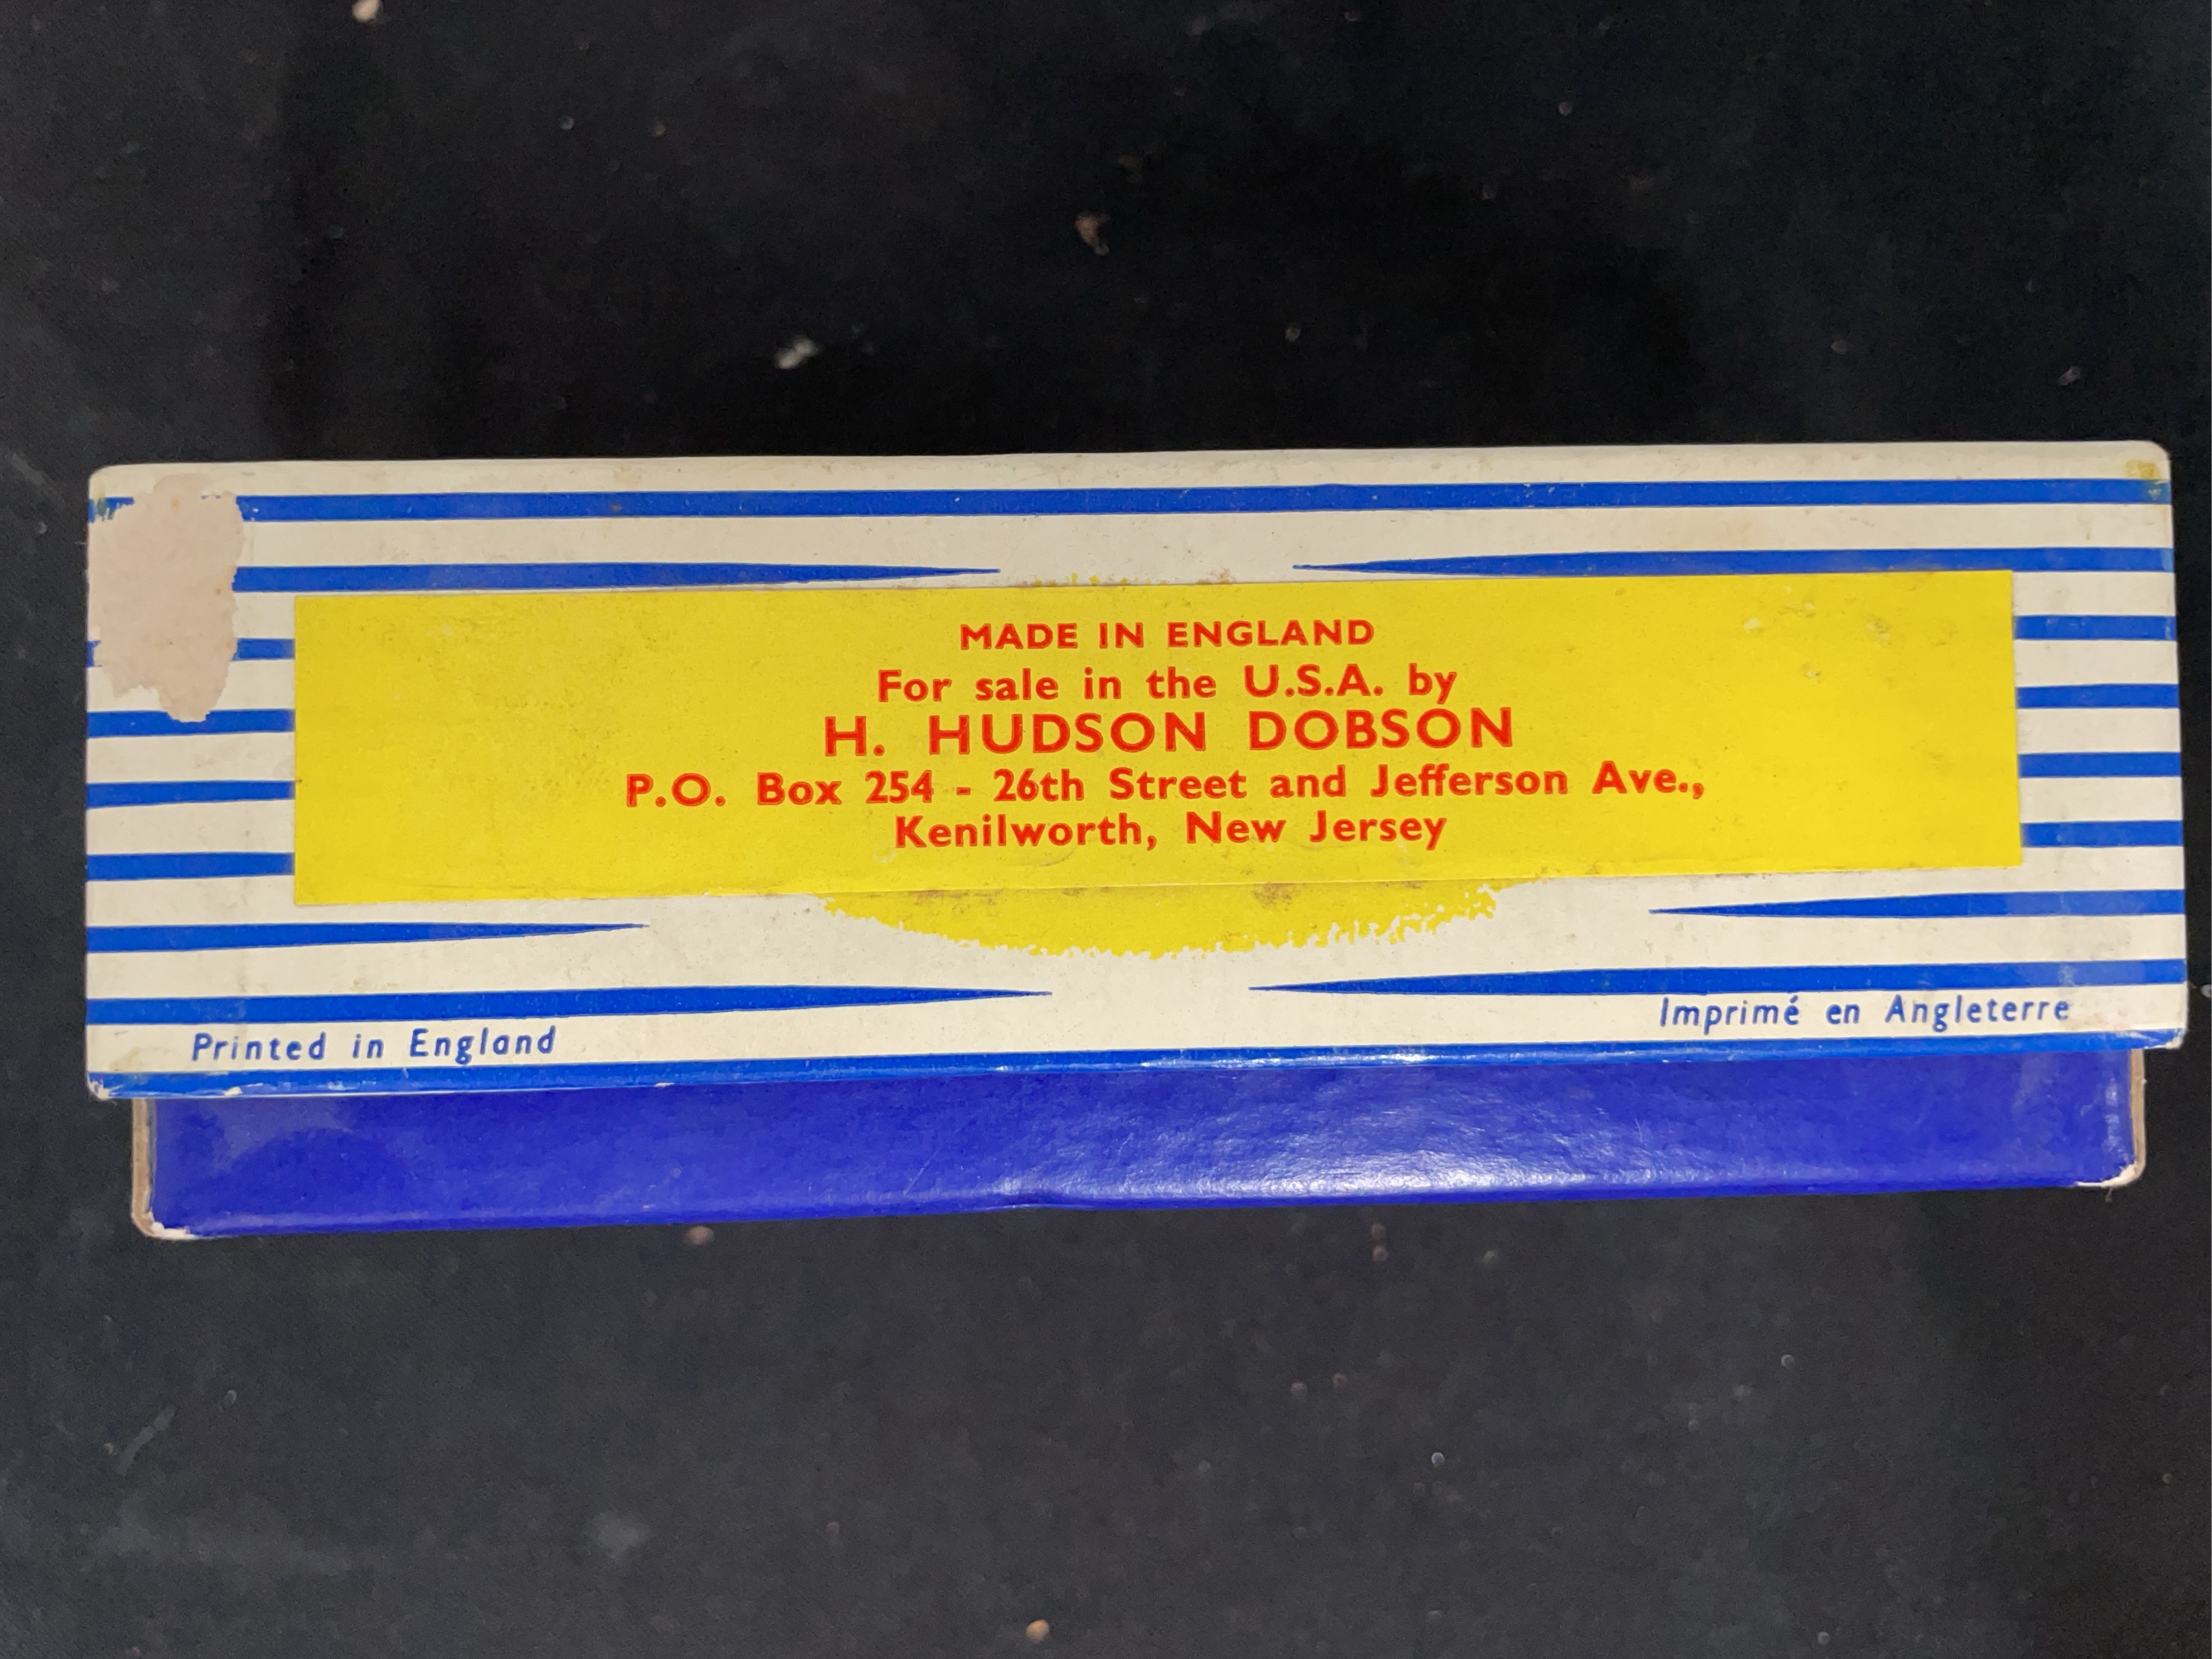 MADE IN ENGLAND
For sale in the U.S.A. by
H. HUDSON DOBSON
P.O. Box 254 - 26th Street and Jefferson Ave.,
Kenilworth, New Jersey
Printed in England
Imprimé en Angleterre